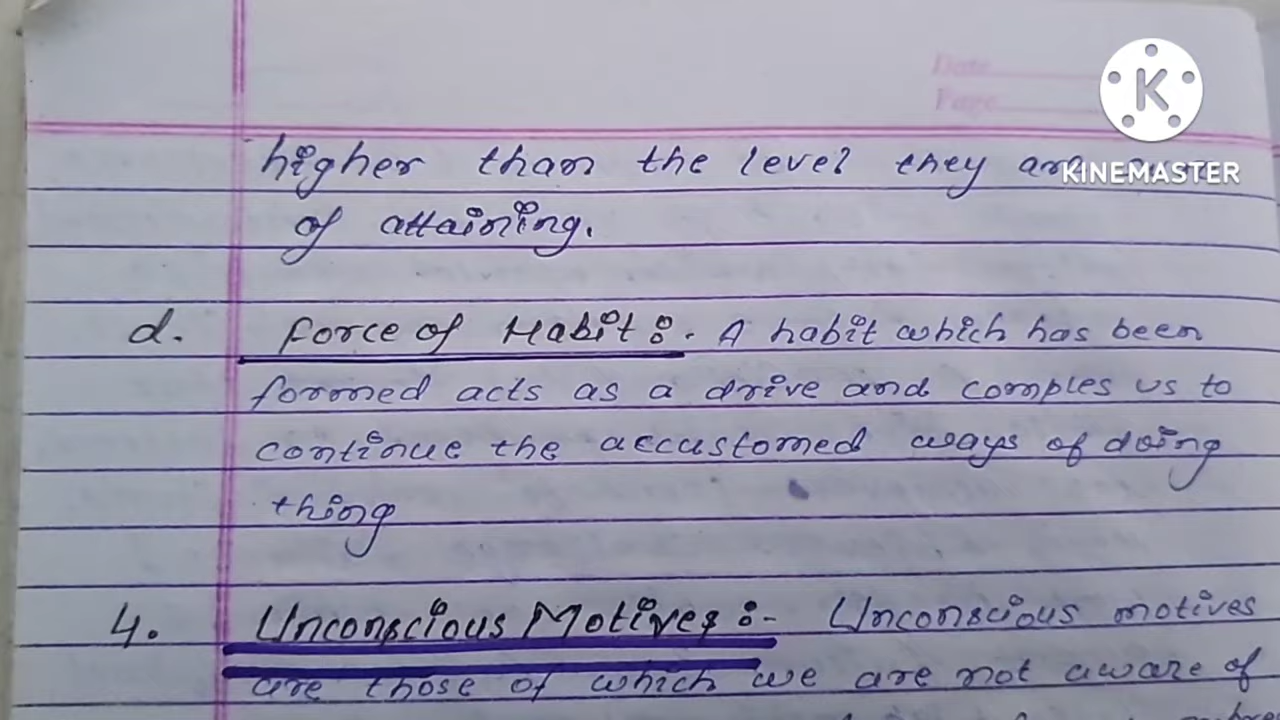 Date
Page
K
KINEMASTER
higher than the level they are
of attaining.
d. Force of Habit :- A habit which has been
formed acts as a drive and comples us to
continue the accustomed ways of doing
thing
4. Unconscious Motives :- Unconscious motives
are those of which we are not aware of